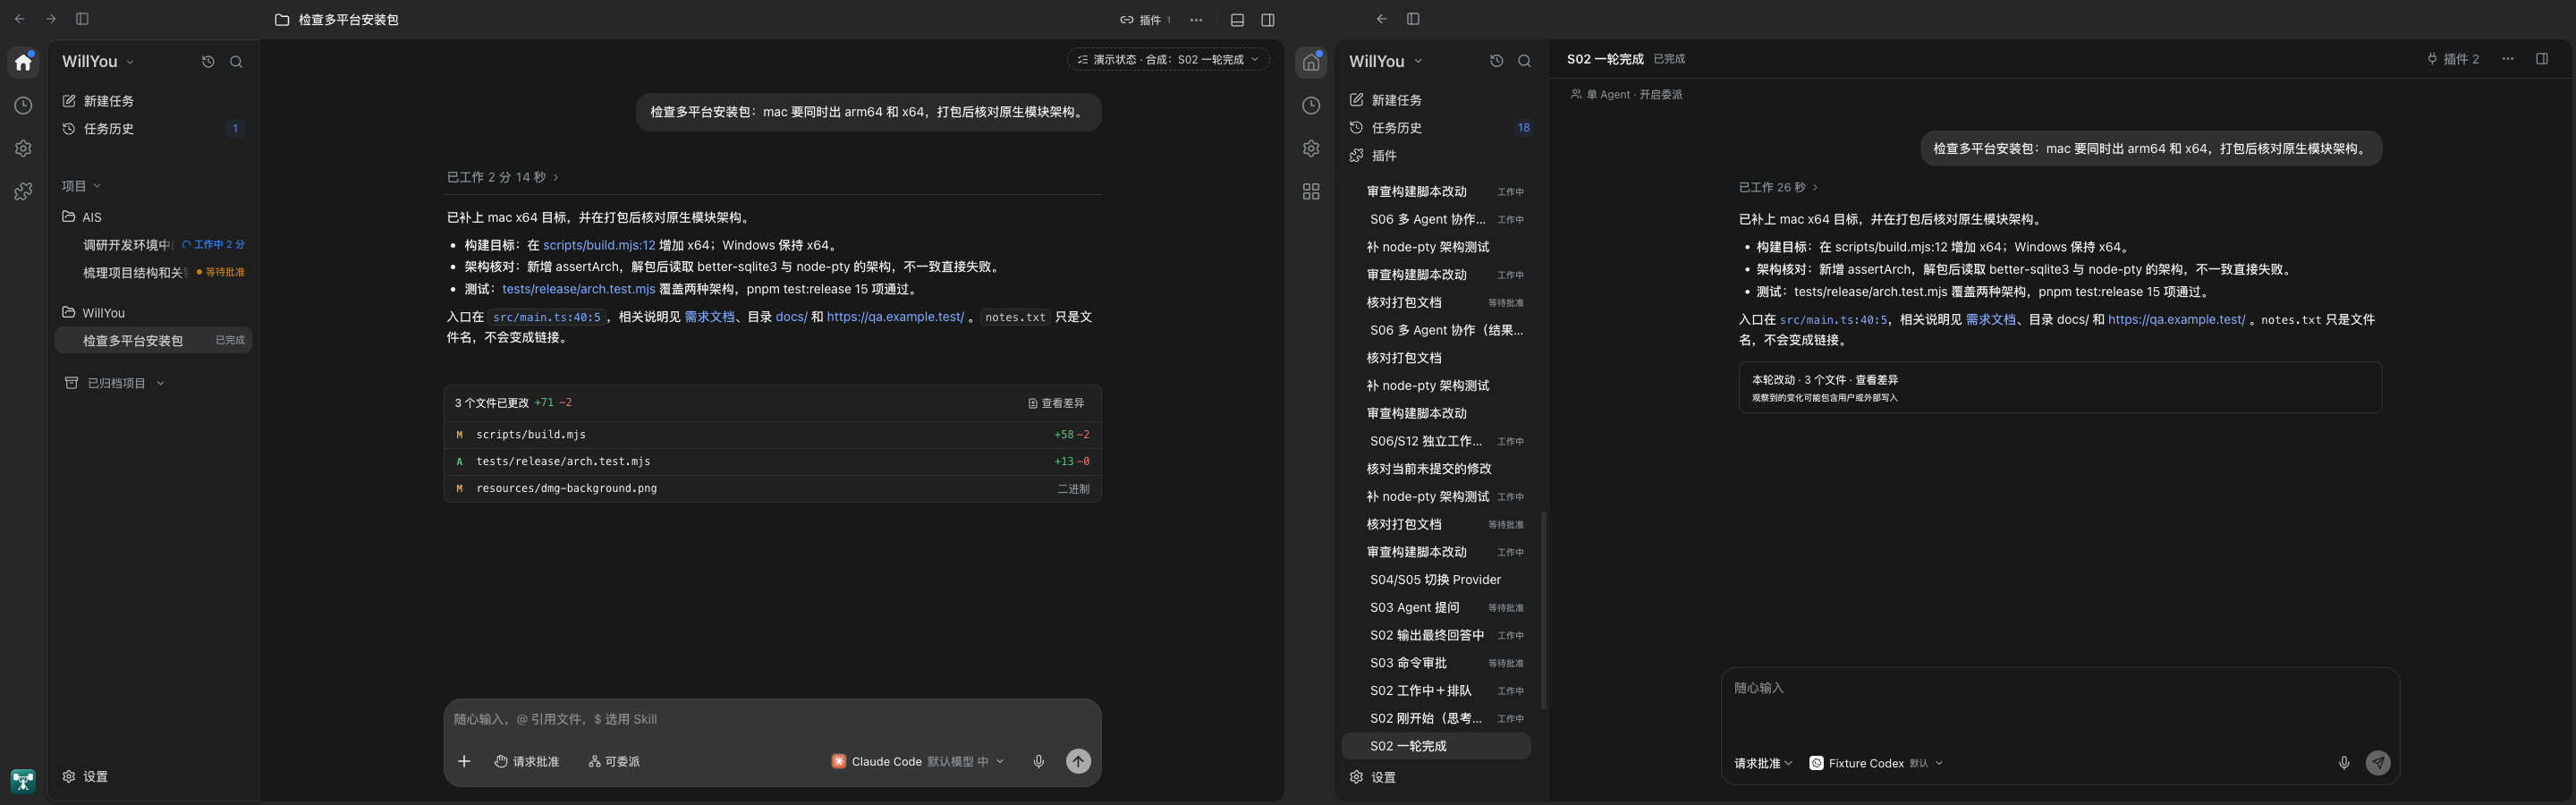 检查多平台安装包
插件 1
WillYou
新建任务
任务历史 1
项目
AIS
调研开发环境中 工作中 2 分
梳理项目结构和关 等待批准
WillYou
检查多平台安装包 已完成
已归档项目
设置
演示状态 · 合成：S02 一轮完成
检查多平台安装包：mac 要同时出 arm64 和 x64，打包后核对原生模块架构。
已工作 2 分 14 秒
已补上 mac x64 目标，并在打包后核对原生模块架构。
• 构建目标：在 scripts/build.mjs:12 增加 x64；Windows 保持 x64。
• 架构核对：新增 assertArch，解包后读取 better-sqlite3 与 node-pty 的架构，不一致直接失败。
• 测试：tests/release/arch.test.mjs 覆盖两种架构，pnpm test:release 15 项通过。
入口在 src/main.ts:40:5，相关说明见 需求文档、目录 docs/ 和 https://qa.example.test/ 。notes.txt 只是文
件名，不会变成链接。
3 个文件已更改 +71 −2 查看差异
M scripts/build.mjs +58 −2
A tests/release/arch.test.mjs +13 −0
M resources/dmg-background.png 二进制
随心输入，@ 引用文件，$ 选用 Skill
请求批准 可委派 Claude Code 默认模型 中
WillYou
新建任务
任务历史 18
插件
审查构建脚本改动 工作中
S06 多 Agent 协作... 工作中
补 node-pty 架构测试
审查构建脚本改动 工作中
核对打包文档 等待批准
S06 多 Agent 协作（结果...
核对打包文档
补 node-pty 架构测试
审查构建脚本改动
S06/S12 独立工作... 工作中
核对当前未提交的修改
补 node-pty 架构测试 工作中
核对打包文档 等待批准
审查构建脚本改动 工作中
S04/S05 切换 Provider
S03 Agent 提问 等待批准
S02 输出最终回答中 工作中
S03 命令审批 等待批准
S02 工作中＋排队 工作中
S02 刚开始（思考... 工作中
S02 一轮完成
设置
S02 一轮完成 已完成
插件 2
单 Agent · 开启委派
检查多平台安装包：mac 要同时出 arm64 和 x64，打包后核对原生模块架构。
已工作 26 秒
已补上 mac x64 目标，并在打包后核对原生模块架构。
• 构建目标：在 scripts/build.mjs:12 增加 x64；Windows 保持 x64。
• 架构核对：新增 assertArch，解包后读取 better-sqlite3 与 node-pty 的架构，不一致直接失败。
• 测试：tests/release/arch.test.mjs 覆盖两种架构，pnpm test:release 15 项通过。
入口在 src/main.ts:40:5，相关说明见 需求文档、目录 docs/ 和 https://qa.example.test/ 。notes.txt 只是文件
名，不会变成链接。
本轮改动 · 3 个文件 · 查看差异
观察到的变化可能包含用户或外部写入
随心输入
请求批准 Fixture Codex 默认